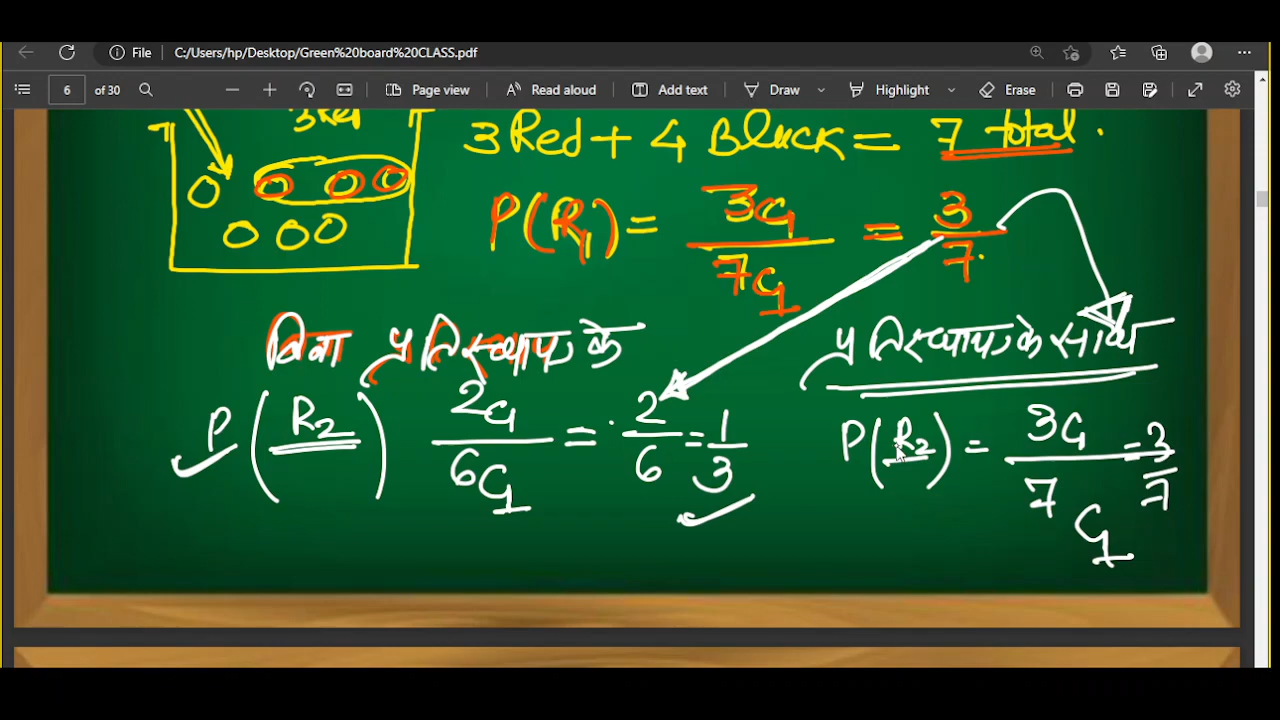 File C:/Users/hp/Desktop/Green%20board%20CLASS.pdf
6 of 30 Page view Read aloud Add text Draw Highlight Erase
3Red
3 Red + 4 Black = 7 total.
P(R₁) = 3C₁/7C₁ = 3/7.
बिना प्रतिस्थापन के
प्रतिस्थापन के साथ
P(R₂) 2C₁/6C₁ = 2/6 = 1/3
P(R₂) = 3C₁/7C₁ = 3/7